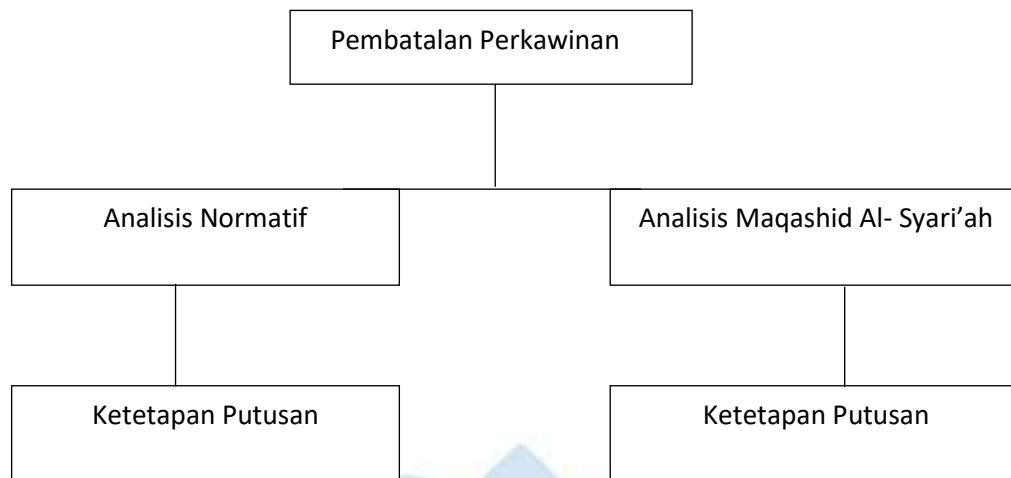 Pembatalan Perkawinan
Analisis Normatif
Analisis Maqashid Al- Syari’ah
Ketetapan Putusan
Ketetapan Putusan